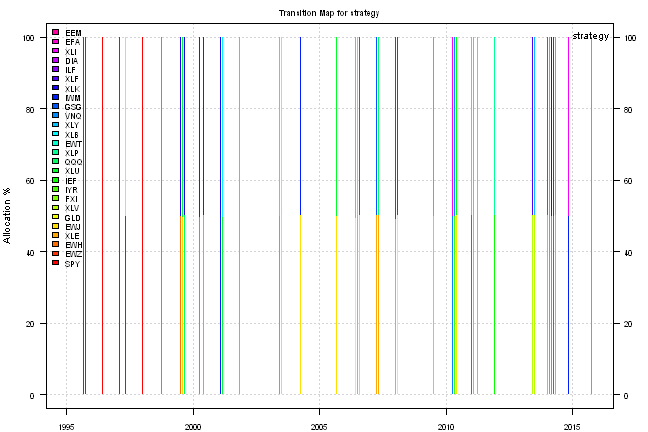 Transition Map for strategy
strategy
Allocation %
100
80
60
40
20
0
EEM
EFA
XLI
DIA
ILF
XLF
XLK
IWM
GSG
VNQ
XLY
XLB
EWT
XLP
QQQ
XLU
IEF
IYR
FXI
XLV
GLD
EWJ
XLE
EWH
EWZ
SPY
100
80
60
40
20
0
1995
2000
2005
2010
2015